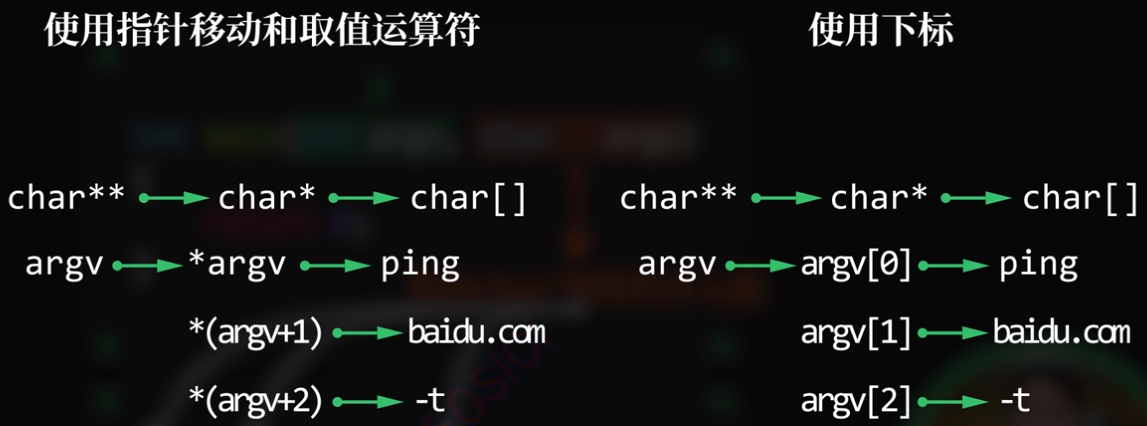 使用指针移动和取值运算符 使用下标
char** char* char[] char** char* char[]
argv *argv ping argv argv[0] ping
*(argv+1) baidu.com argv[1] baidu.com
*(argv+2) -t argv[2] -t